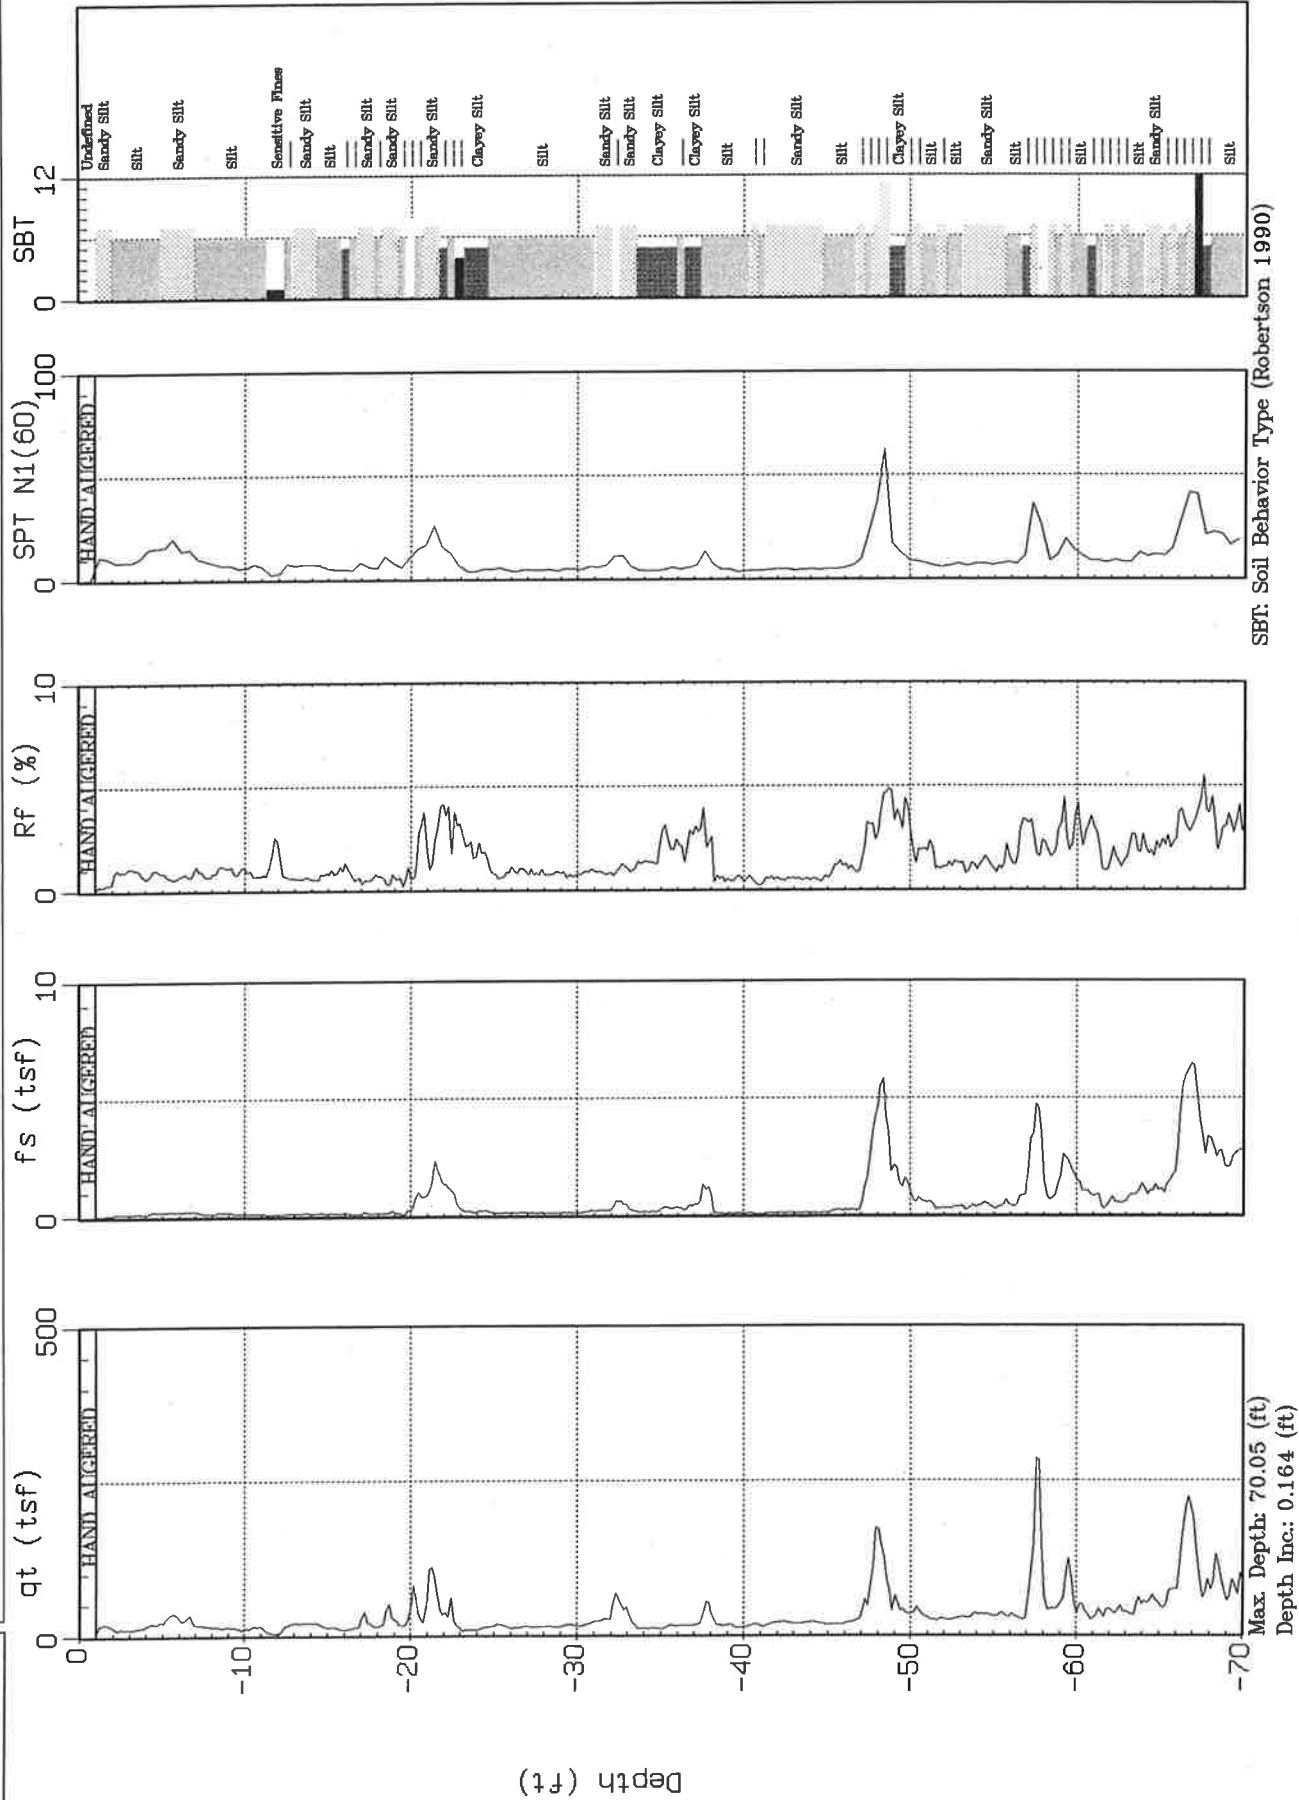 qt (tsf)
fs (tsf)
Rf (%)
SPT N1(60)
SBT
0
500
0
10
0
10
0
100
0
12
Depth (ft)
0
-10
-20
-30
-40
-50
-60
-70
HAND AUGERED
HAND AUGERED
HAND AUGERED
HAND AUGERED
Undefined
Sandy Silt
Silt
Sandy Silt
Silt
Sensitive Fines
Sandy Silt
Silt
Sandy Silt
Sandy Silt
Sandy Silt
Clayey Silt
Silt
Sandy Silt
Sandy Silt
Clayey Silt
Clayey Silt
Silt
Sandy Silt
Silt
Clayey Silt
Silt
Silt
Sandy Silt
Silt
Silt
Silt
Sandy Silt
Silt
Max. Depth: 70.05 (ft)
Depth Inc.: 0.164 (ft)
SBT: Soil Behavior Type (Robertson 1990)